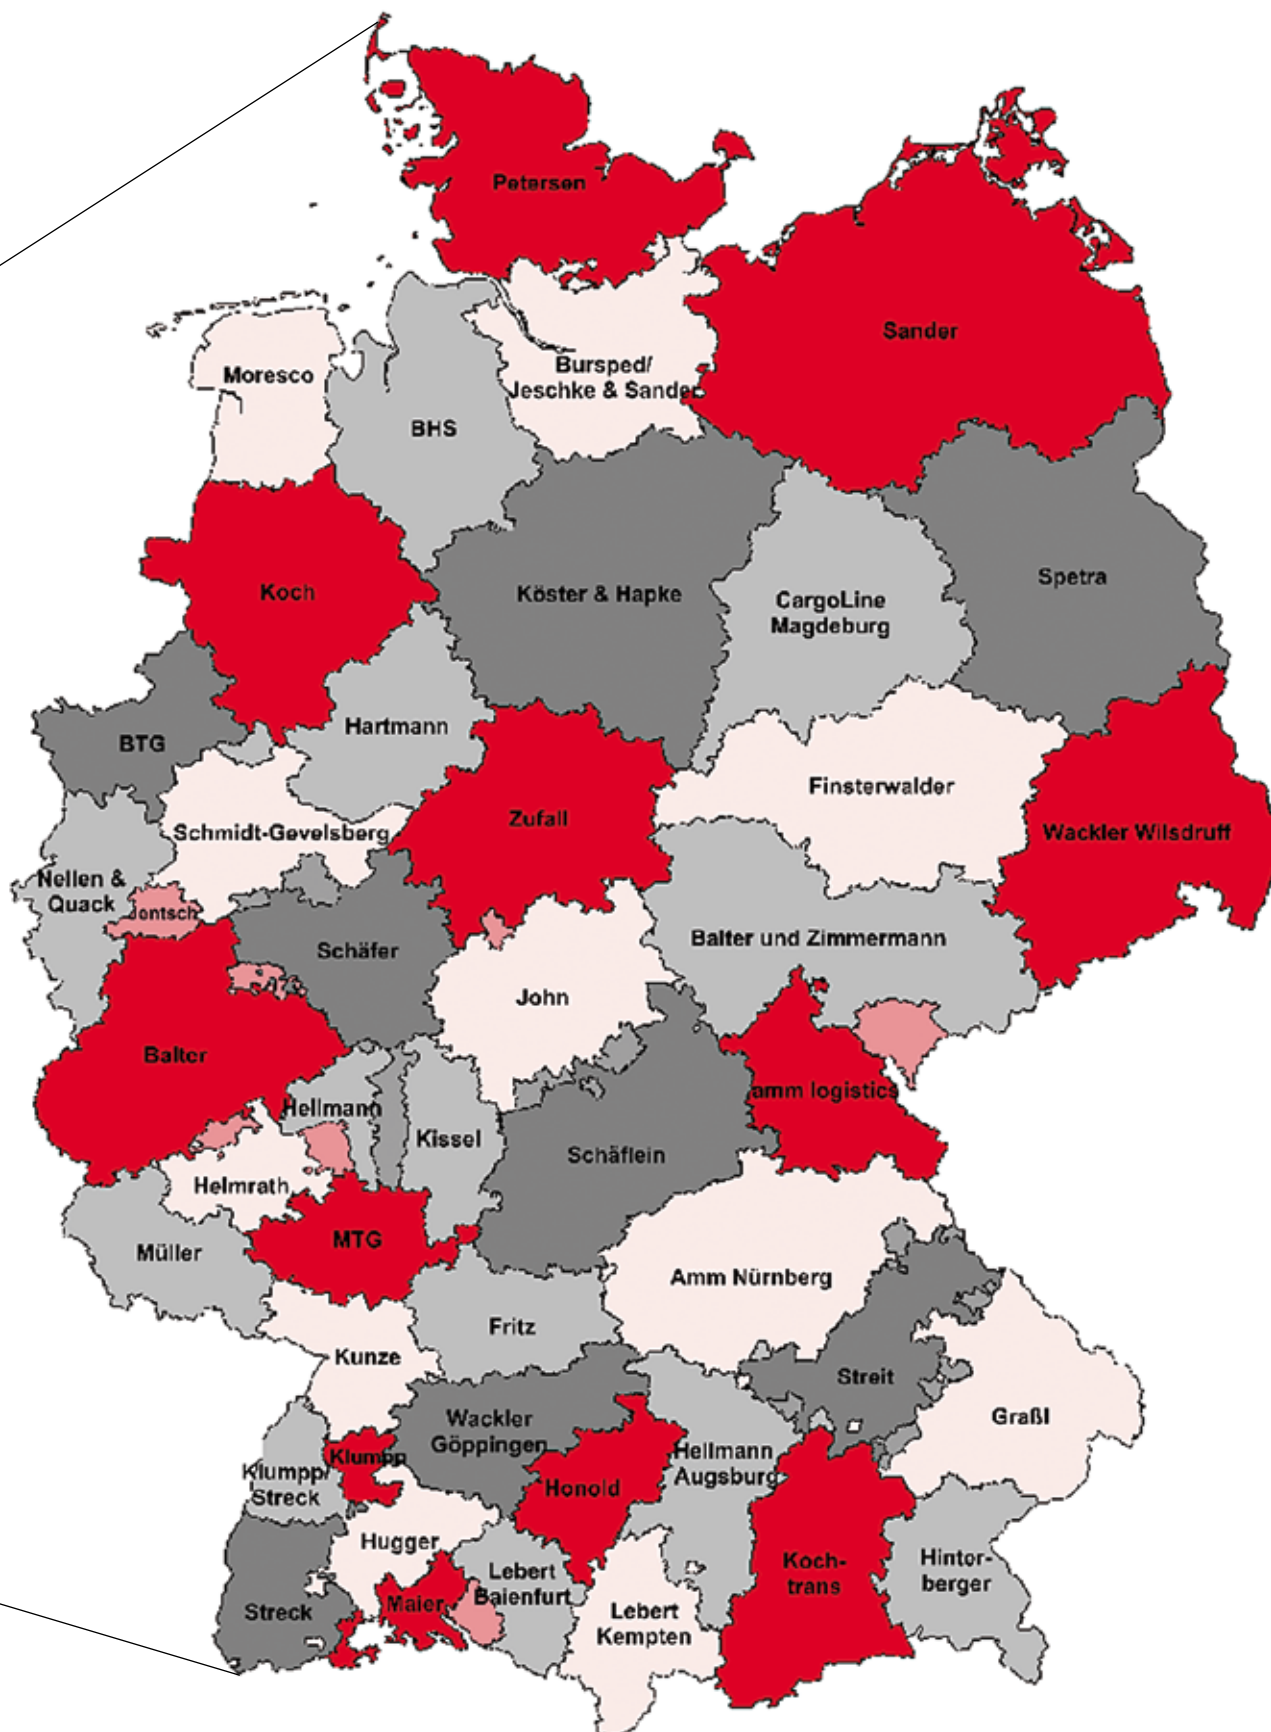 Petersen
Sander
Moresco
Bursped/
Jeschke & Sander
BHS
Koch
Köster & Hapke
CargoLine
Magdeburg
Spetra
Hartmann
BTG
Finsterwalder
Zufall
Schmidt-Gevelsberg
Wackler Wilsdruff
Nellen &
Quack
Jontsch
Schäfer
Balter und Zimmermann
John
Balter
amm logistics
Hellmann
Kissel
Schäflein
Helmrath
MTG
Müller
Amm Nürnberg
Fritz
Kunze
Streit
Graßl
Wackler
Göppingen
Klumpp
Hellmann
Augsburg
Klumpp/
Streck
Honold
Hugger
Koch-
trans
Hinter-
berger
Lebert
Baienfurt
Maier
Streck
Lebert
Kempten